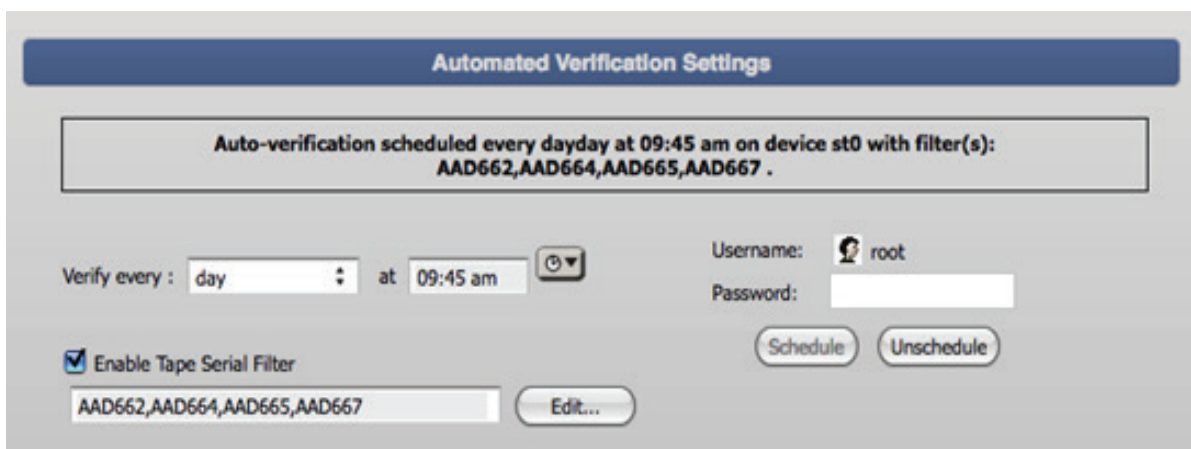 Automated Verification Settings
Auto-verification scheduled every dayday at 09:45 am on device st0 with filter(s):
AAD662,AAD664,AAD665,AAD667 .
Verify every : day at 09:45 am
Username: root
Password:
Schedule Unschedule
Enable Tape Serial Filter
AAD662,AAD664,AAD665,AAD667 Edit...